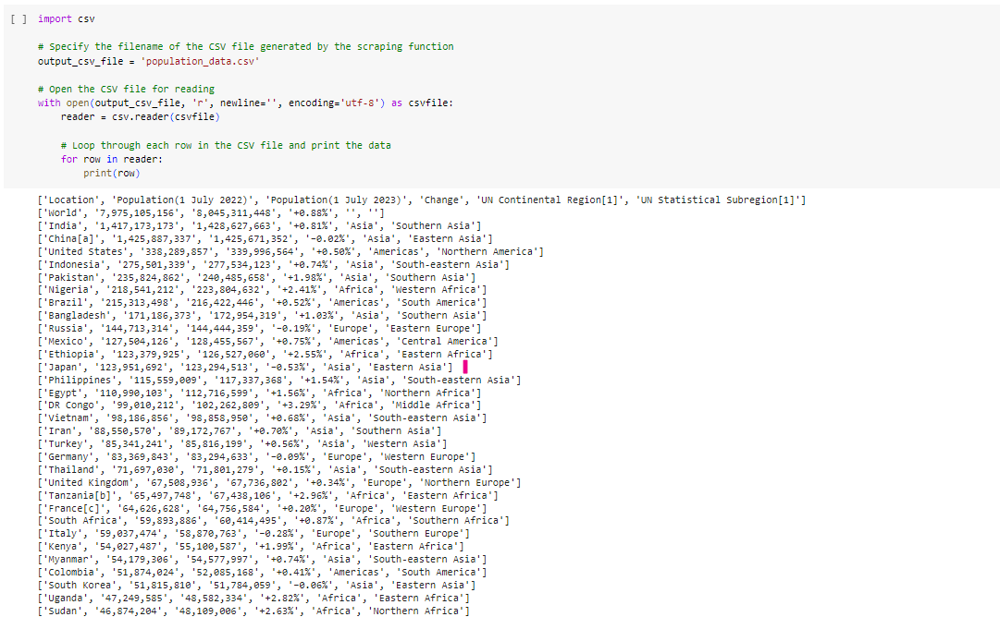 [ ] import csv
# Specify the filename of the CSV file generated by the scraping function
output_csv_file = 'population_data.csv'
# Open the CSV file for reading
with open(output_csv_file, 'r', newline='', encoding='utf-8') as csvfile:
    reader = csv.reader(csvfile)
    # Loop through each row in the CSV file and print the data
    for row in reader:
        print(row)
['Location', 'Population(1 July 2022)', 'Population(1 July 2023)', 'Change', 'UN Continental Region[1]', 'UN Statistical Subregion[1]']
['World', '7,975,105,156', '8,045,311,448', '+0.88%', '', '']
['India', '1,417,173,173', '1,428,627,663', '+0.81%', 'Asia', 'Southern Asia']
['China[a]', '1,425,887,337', '1,425,671,352', '-0.02%', 'Asia', 'Eastern Asia']
['United States', '338,289,857', '339,996,564', '+0.50%', 'Americas', 'Northern America']
['Indonesia', '275,501,339', '277,534,123', '+0.74%', 'Asia', 'South-eastern Asia']
['Pakistan', '235,824,862', '240,485,658', '+1.98%', 'Asia', 'Southern Asia']
['Nigeria', '218,541,212', '223,804,632', '+2.41%', 'Africa', 'Western Africa']
['Brazil', '215,313,498', '216,422,446', '+0.52%', 'Americas', 'South America']
['Bangladesh', '171,186,373', '172,954,319', '+1.03%', 'Asia', 'Southern Asia']
['Russia', '144,713,314', '144,444,359', '-0.19%', 'Europe', 'Eastern Europe']
['Mexico', '127,504,126', '128,455,567', '+0.75%', 'Americas', 'Central America']
['Ethiopia', '123,379,925', '126,527,060', '+2.55%', 'Africa', 'Eastern Africa']
['Japan', '123,951,692', '123,294,513', '-0.53%', 'Asia', 'Eastern Asia']
['Philippines', '115,559,009', '117,337,368', '+1.54%', 'Asia', 'South-eastern Asia']
['Egypt', '110,990,103', '112,716,599', '+1.56%', 'Africa', 'Northern Africa']
['DR Congo', '99,010,212', '102,262,809', '+3.29%', 'Africa', 'Middle Africa']
['Vietnam', '98,186,856', '98,858,950', '+0.68%', 'Asia', 'South-eastern Asia']
['Iran', '88,550,570', '89,172,767', '+0.70%', 'Asia', 'Southern Asia']
['Turkey', '85,341,241', '85,816,199', '+0.56%', 'Asia', 'Western Asia']
['Germany', '83,369,843', '83,294,633', '-0.09%', 'Europe', 'Western Europe']
['Thailand', '71,697,030', '71,801,279', '+0.15%', 'Asia', 'South-eastern Asia']
['United Kingdom', '67,508,936', '67,736,802', '+0.34%', 'Europe', 'Northern Europe']
['Tanzania[b]', '65,497,748', '67,438,106', '+2.96%', 'Africa', 'Eastern Africa']
['France[c]', '64,626,628', '64,756,584', '+0.20%', 'Europe', 'Western Europe']
['South Africa', '59,893,886', '60,414,495', '+0.87%', 'Africa', 'Southern Africa']
['Italy', '59,037,474', '58,870,763', '-0.28%', 'Europe', 'Southern Europe']
['Kenya', '54,027,487', '55,100,587', '+1.99%', 'Africa', 'Eastern Africa']
['Myanmar', '54,179,306', '54,577,997', '+0.74%', 'Asia', 'South-eastern Asia']
['Colombia', '51,874,024', '52,085,168', '+0.41%', 'Americas', 'South America']
['South Korea', '51,815,810', '51,784,059', '-0.06%', 'Asia', 'Eastern Asia']
['Uganda', '47,249,585', '48,582,334', '+2.82%', 'Africa', 'Eastern Africa']
['Sudan', '46,874,204', '48,109,006', '+2.63%', 'Africa', 'Northern Africa']